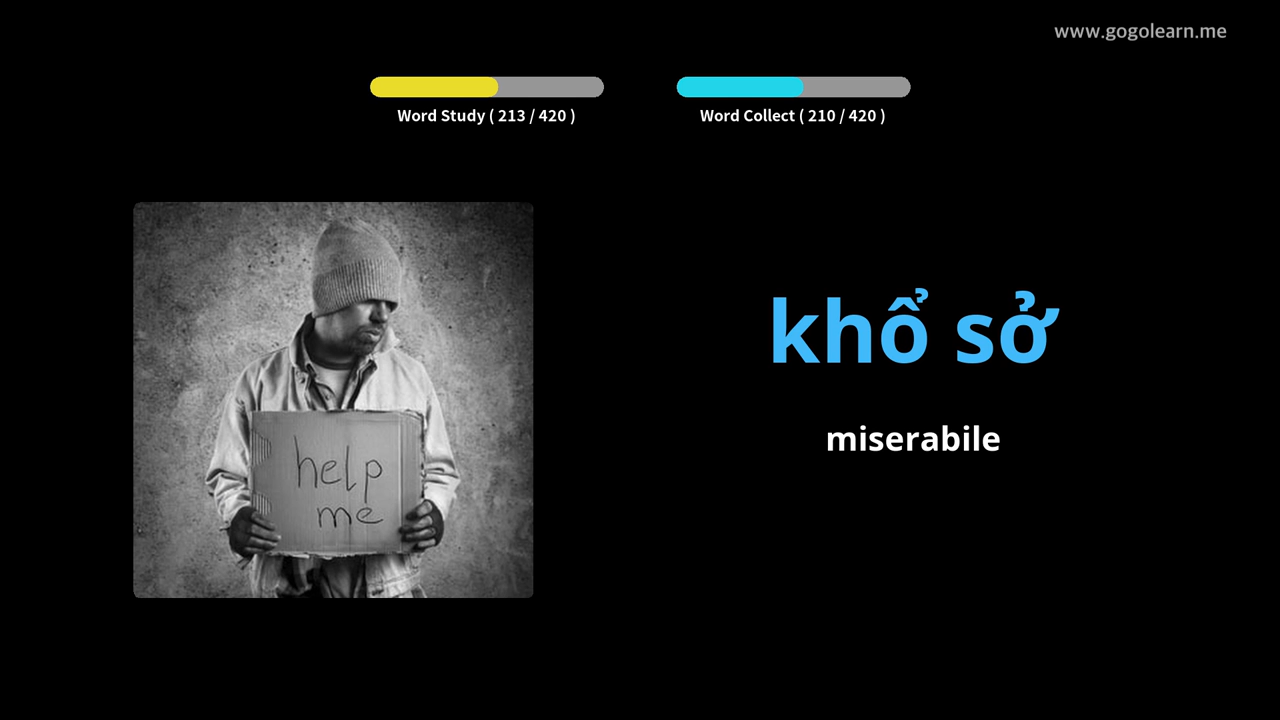 www.gogolearn.me
Word Study ( 213 / 420 )
Word Collect ( 210 / 420 )
help
me
khổ sở
miserabile